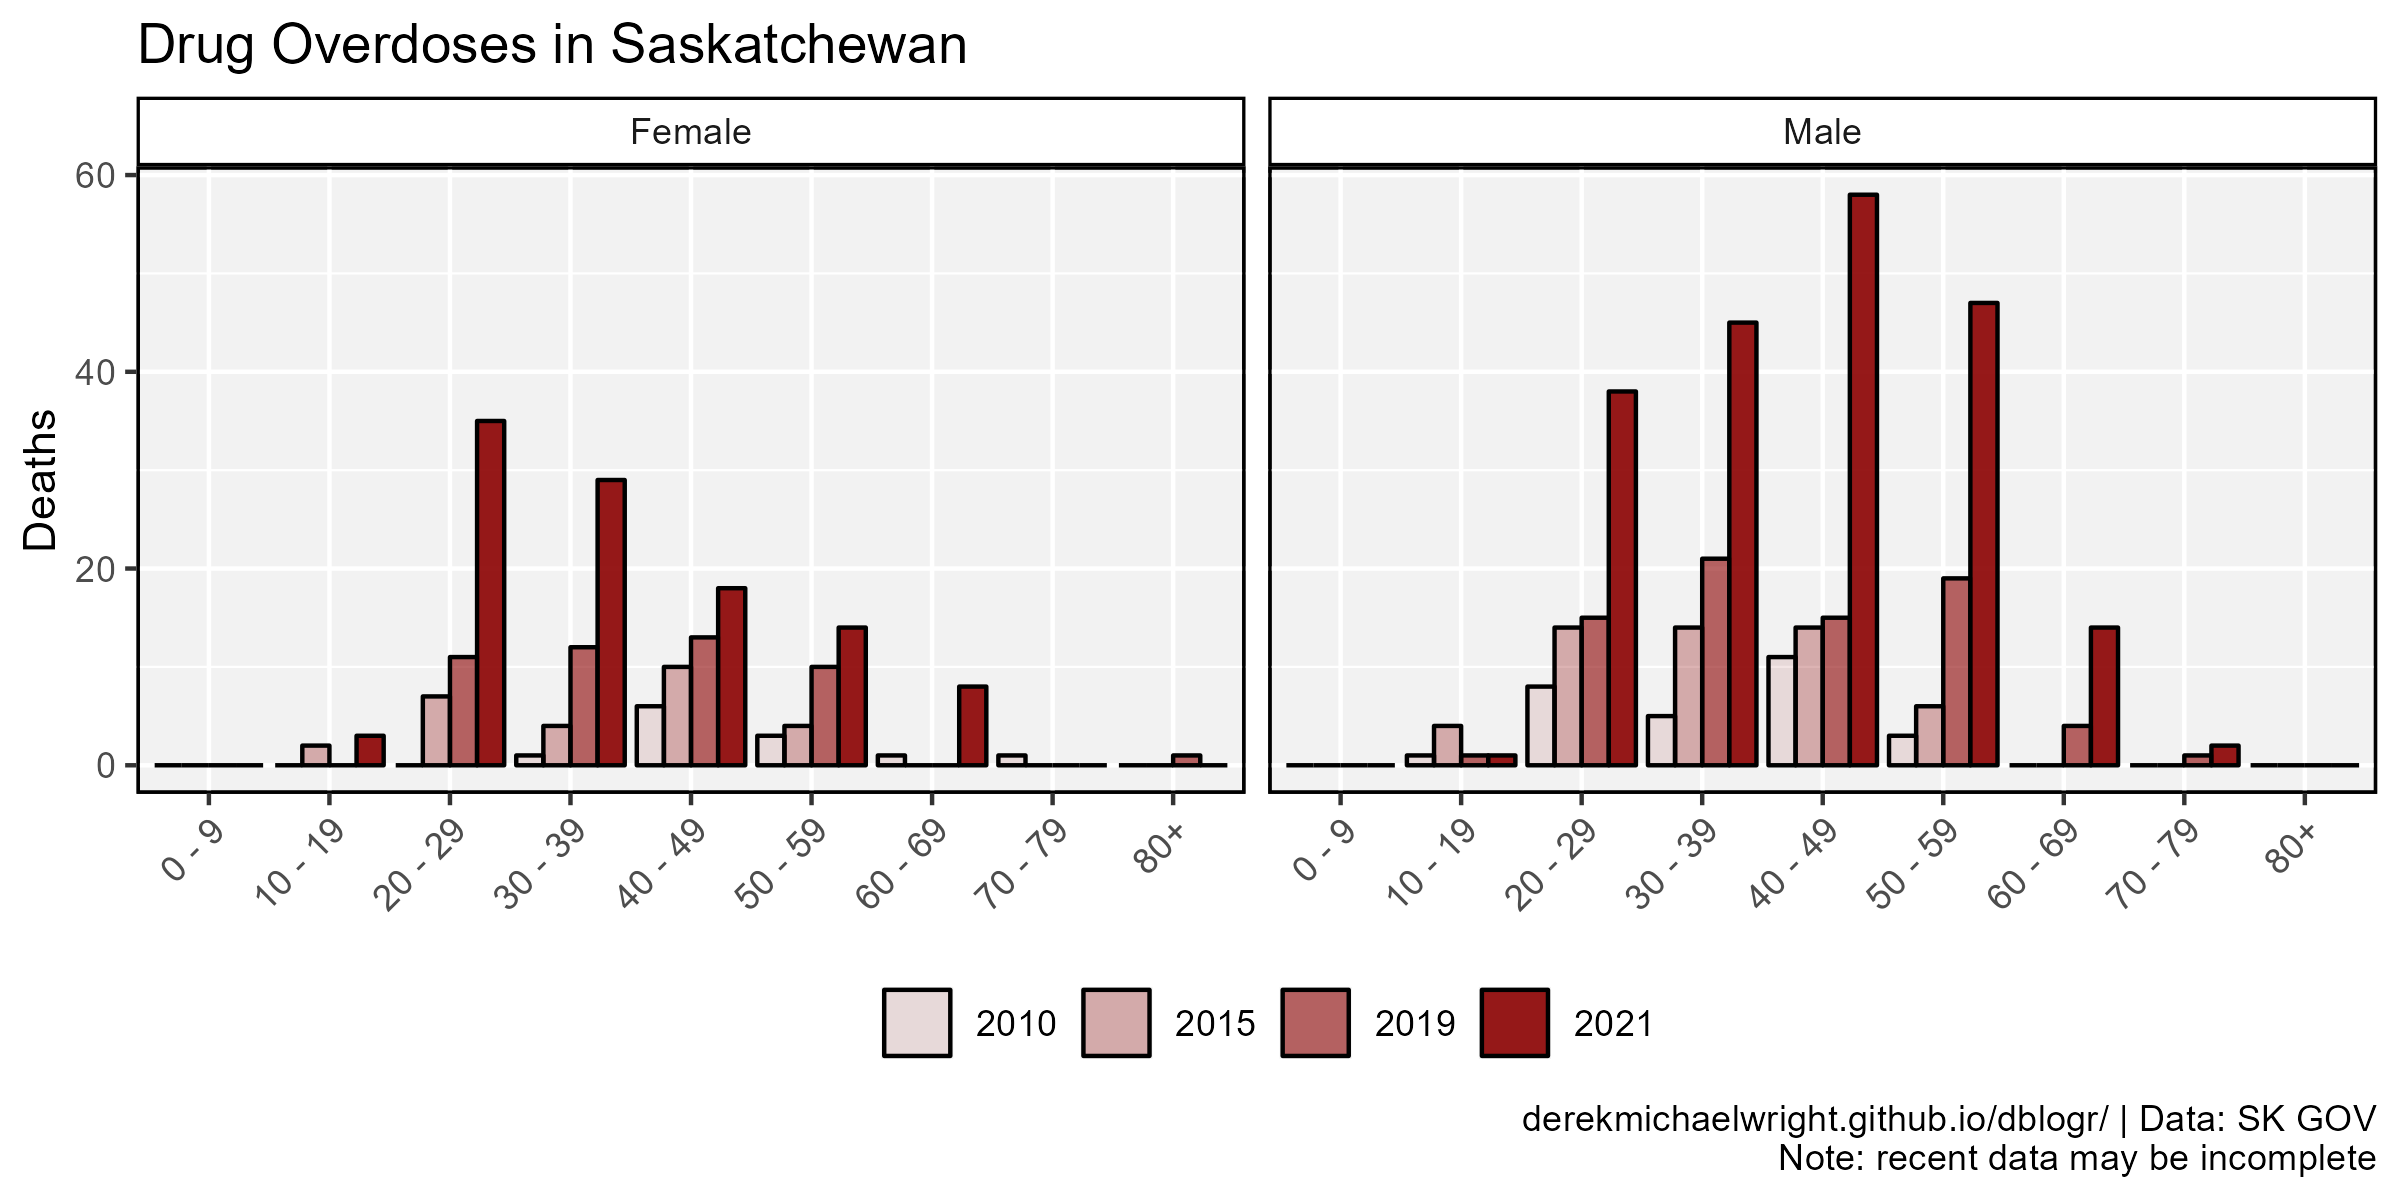 Drug Overdoses in Saskatchewan
Female
Male
Deaths
60
40
20
0
0 - 9
10 - 19
20 - 29
30 - 39
40 - 49
50 - 59
60 - 69
70 - 79
80+
0 - 9
10 - 19
20 - 29
30 - 39
40 - 49
50 - 59
60 - 69
70 - 79
80+
2010 2015 2019 2021
derekmichaelwright.github.io/dblogr/ | Data: SK GOV
Note: recent data may be incomplete